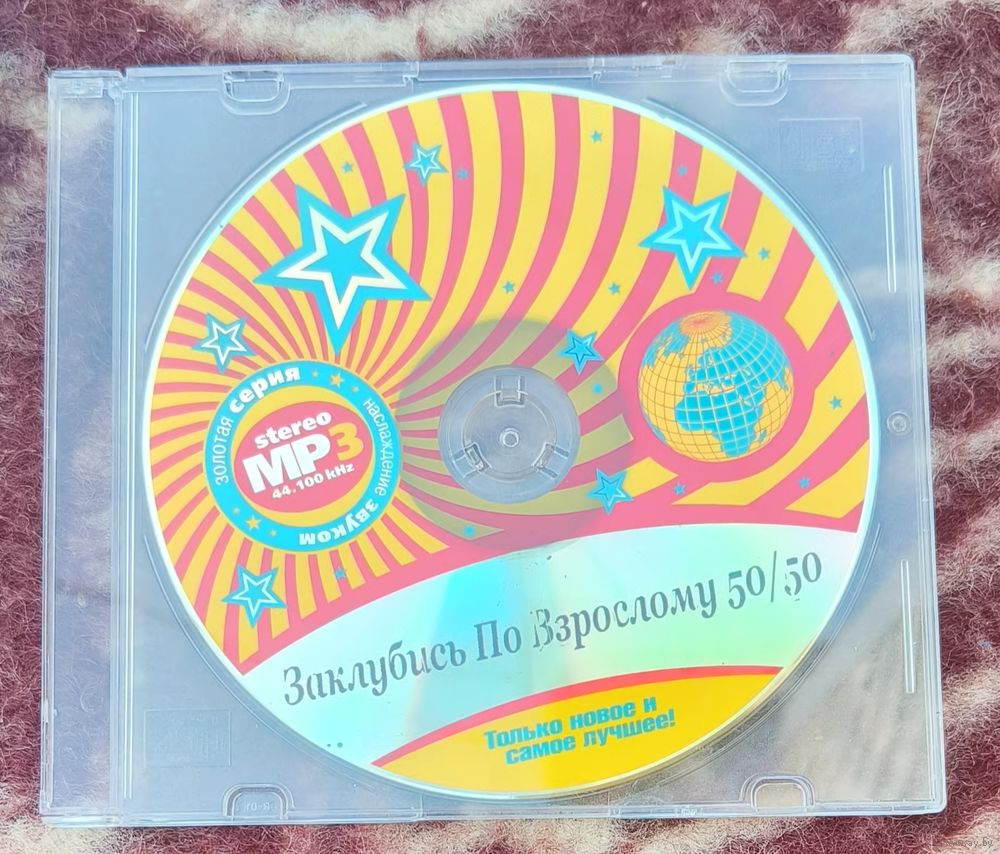 золотая серия
наслаждение звуком
stereo
MP3
44.100 kHz
Заклубись По Взрослому 50/50
Только новое и
самое лучшее!